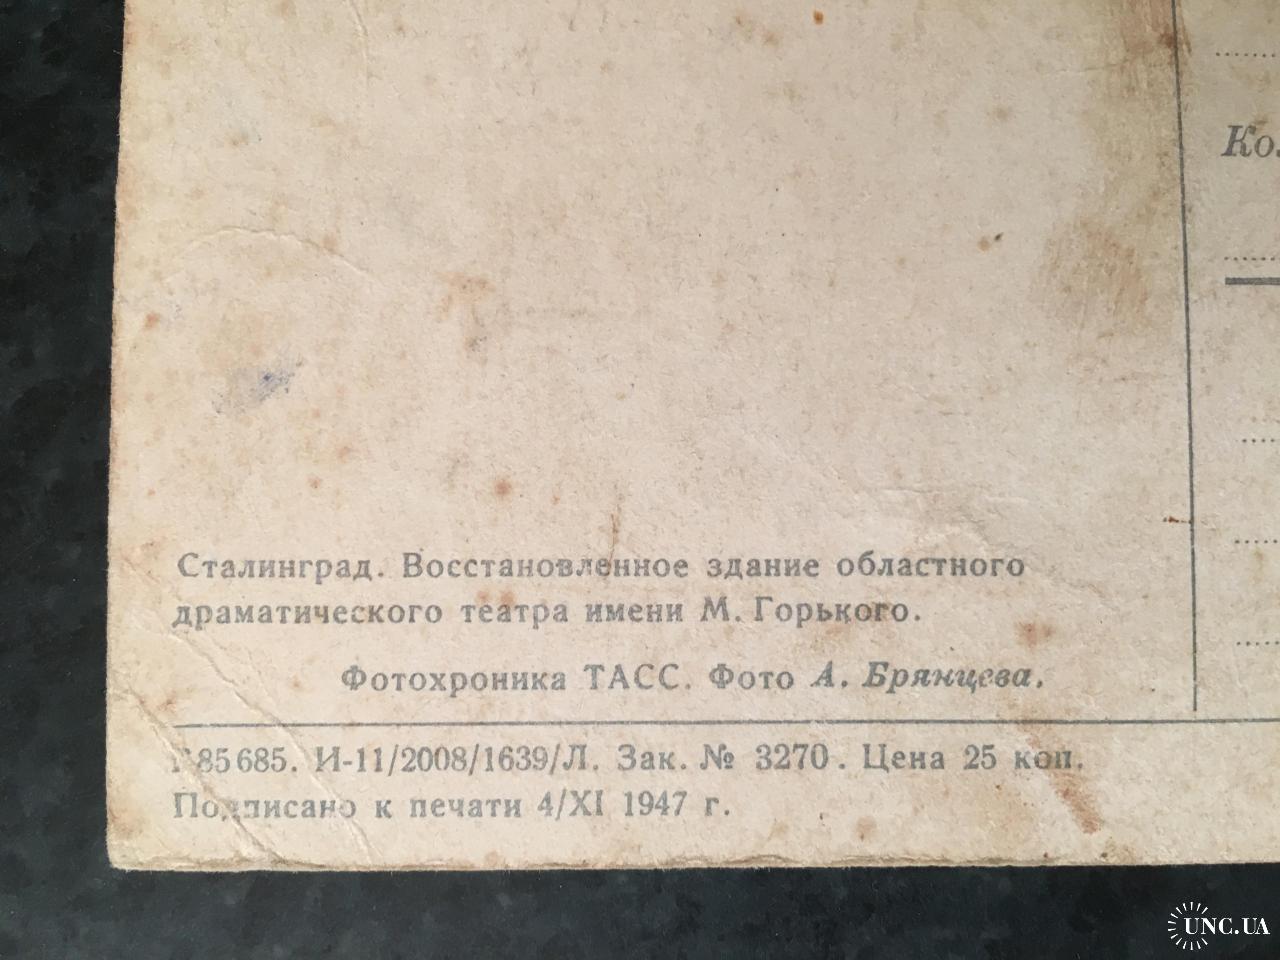 Сталинград. Восстановленное здание областного
драматического театра имени М. Горького.
Фотохроника ТАСС. Фото А. Брянцева.
85685. И-11/2008/1639/Л. Зак. № 3270. Цена 25 коп.
Подписано к печати 4/XI 1947 г.
UNC.UA